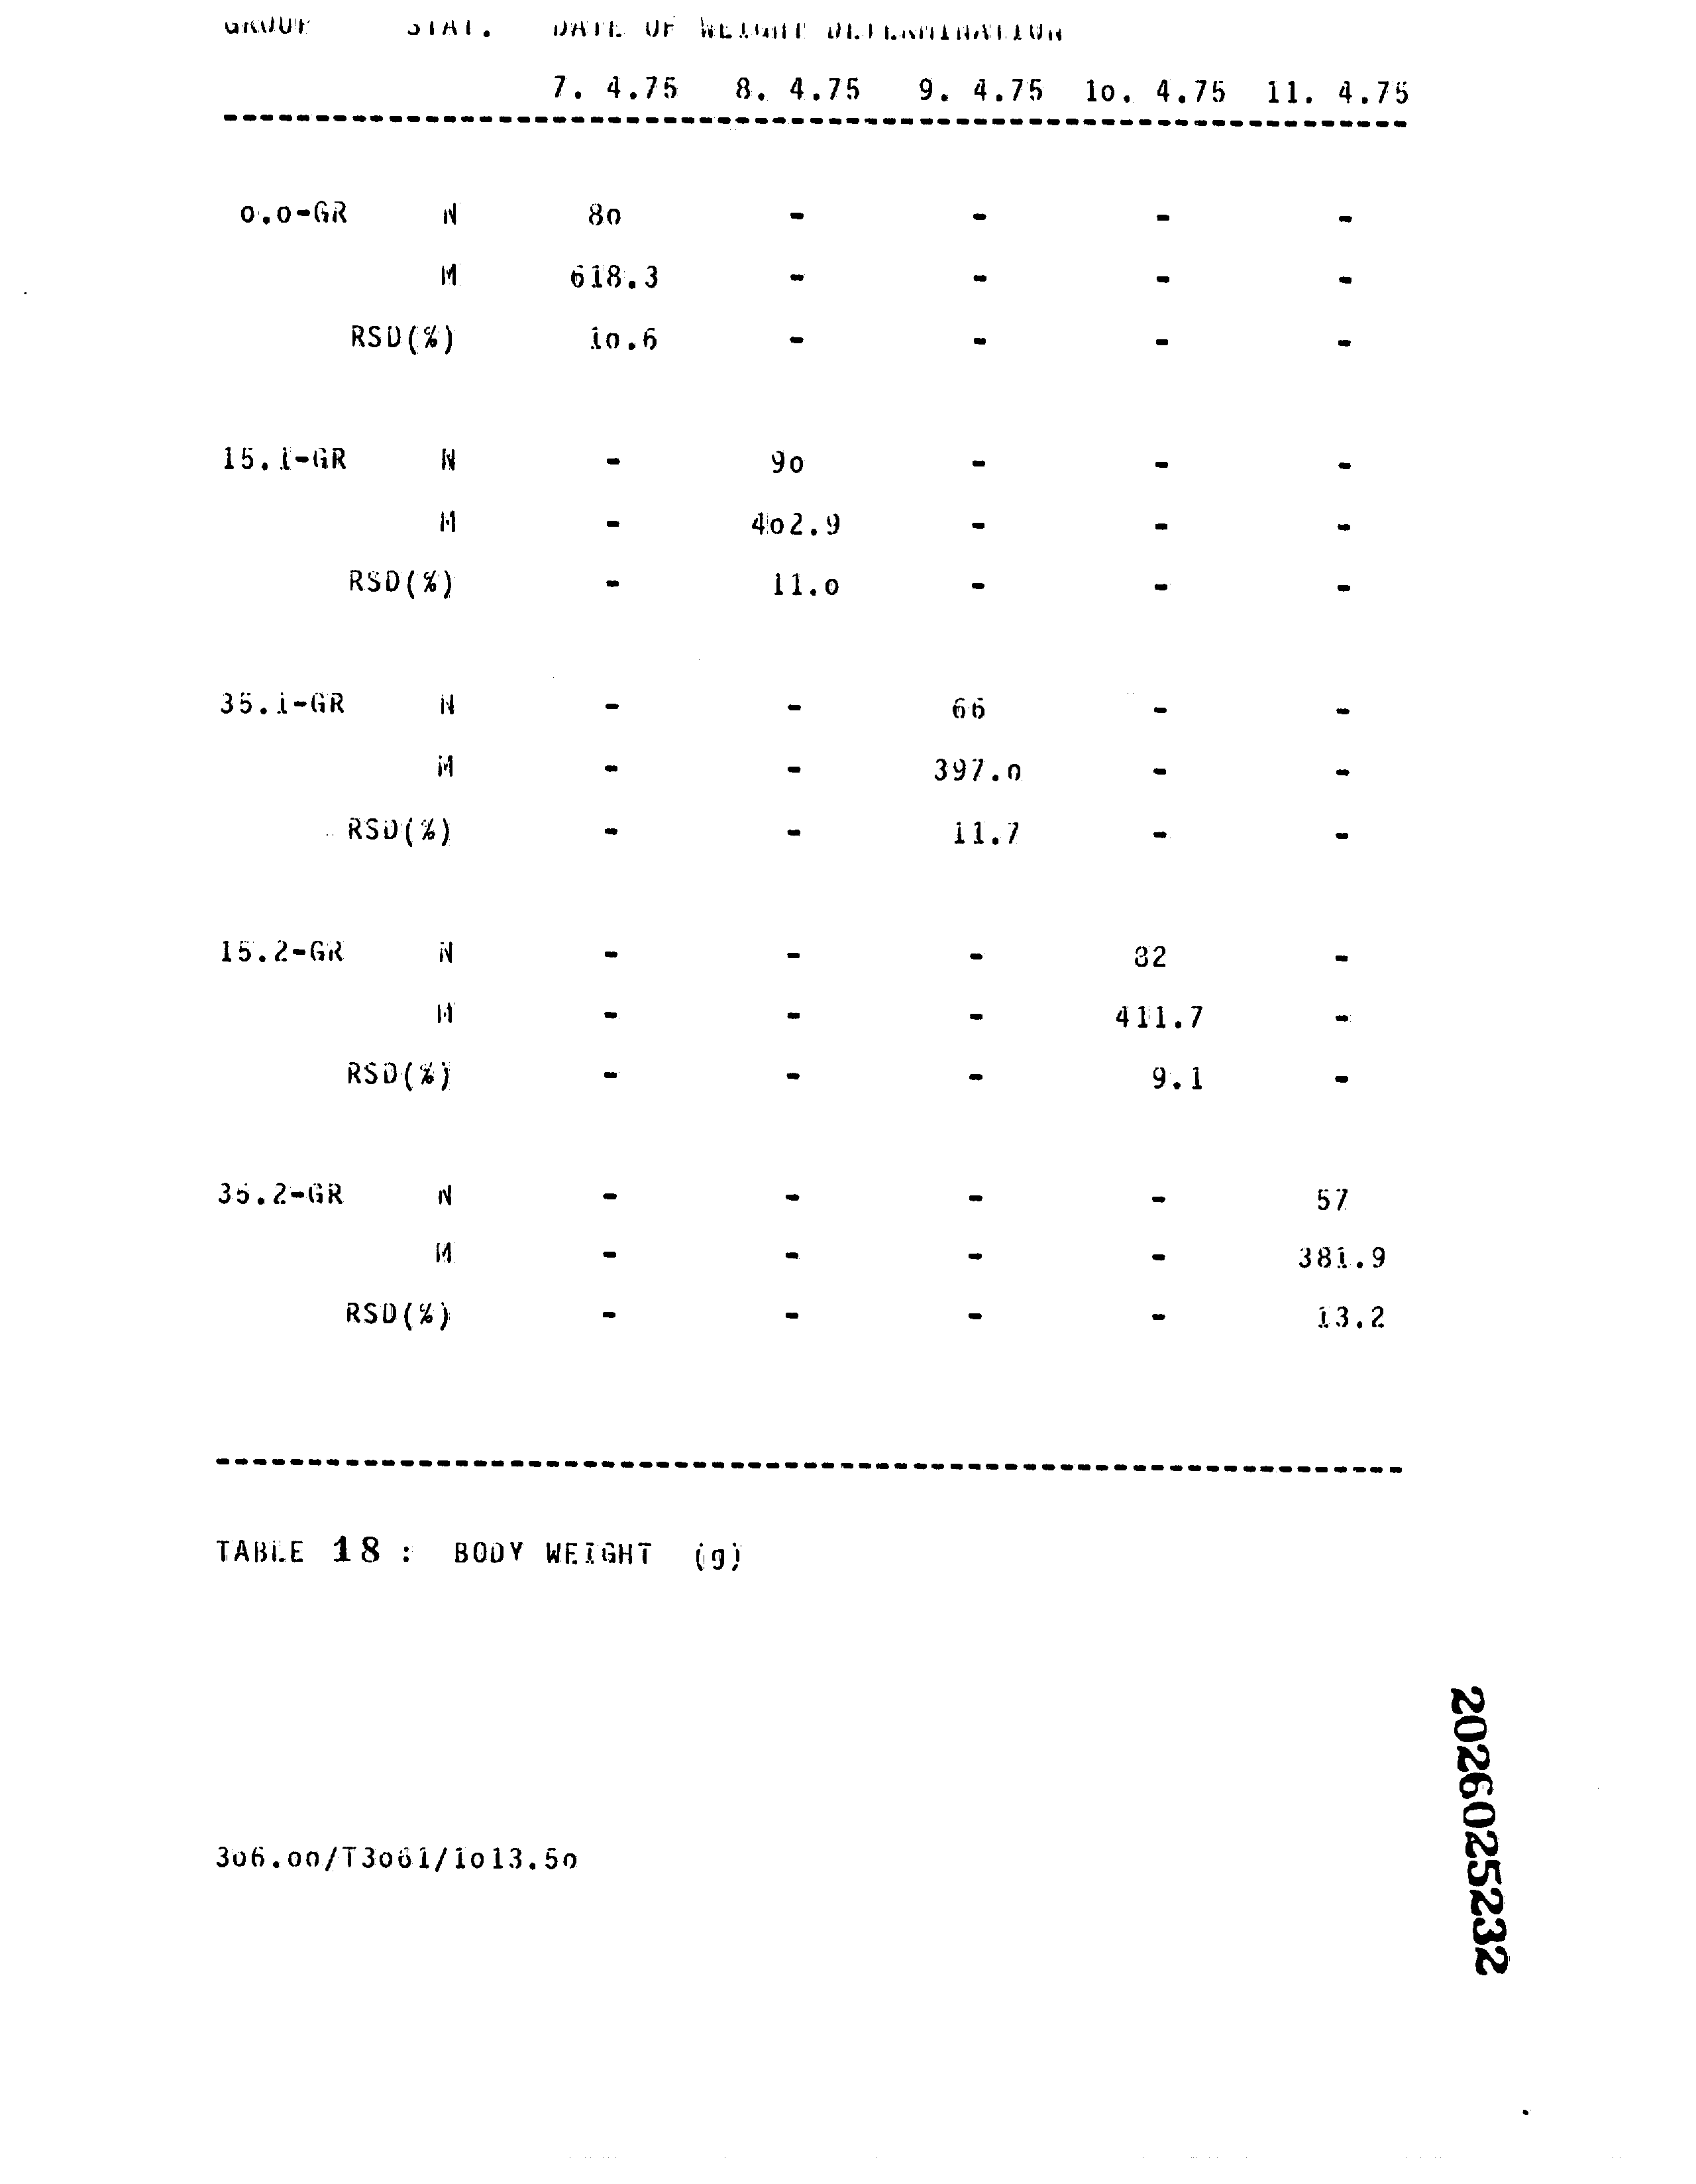 GROUP STAT. DATE OF WEIGHT DETERMINATION
7. 4.75 8. 4.75 9. 4.75 1o. 4.75 11. 4.75
o.o-GR N 8o - - - -
M 618.3 - - - -
RSD(%) 1o.6 - - - -
15.1-GR N - 9o - - -
M - 4o2.9 - - -
RSD(%) - 11.o - - -
35.1-GR N - - 66 - -
M - - 397.o - -
RSD(%) - - 11.7 - -
15.2-GR N - - - 82 -
M - - - 411.7 -
RSD(%) - - - 9.1 -
35.2-GR N - - - - 57
M - - - - 381.9
RSD(%) - - - - 13.2
TABLE 18 : BODY WEIGHT (g)
3o6.oo/T3o61/1o13.5o
2026025232